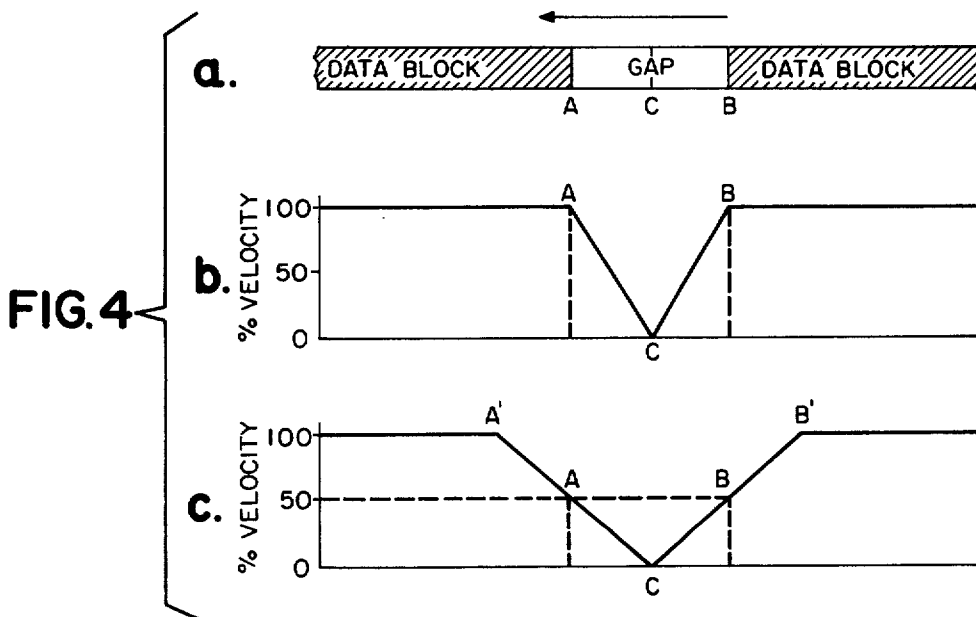 FIG. 4
a.
DATA BLOCK GAP DATA BLOCK
A C B
b.
% VELOCITY
100
50
0
A B
C
c.
% VELOCITY
100
50
0
A' B'
A B
C